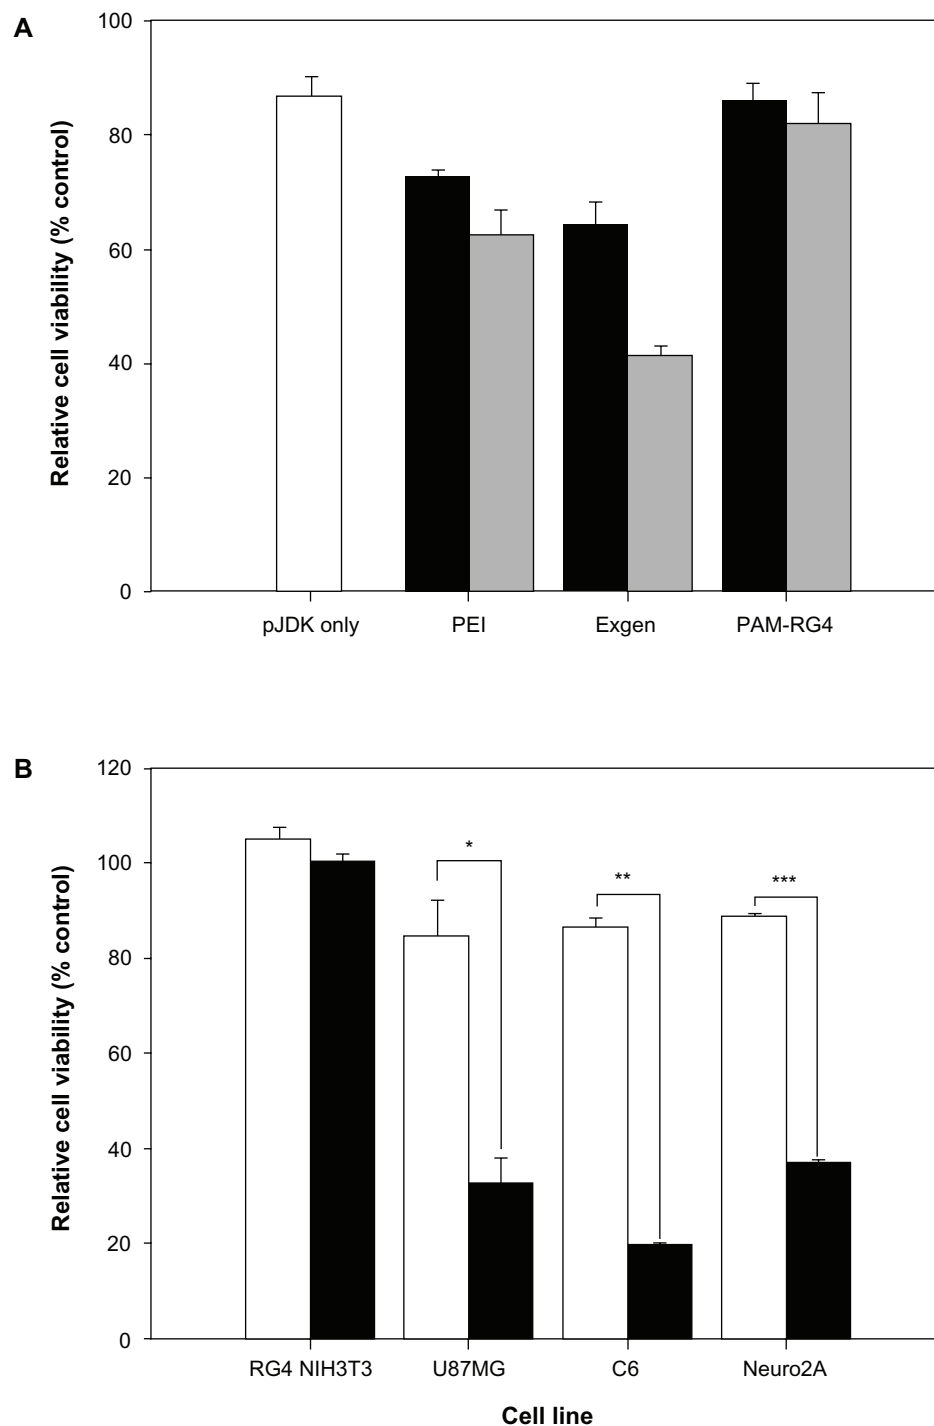 A
Relative cell viability (% control)
100
80
60
40
20
0
pJDK only
PEI
Exgen
PAM-RG4
B
Relative cell viability (% control)
120
100
80
60
40
20
0
*
**
***
RG4 NIH3T3
U87MG
C6
Neuro2A
Cell line